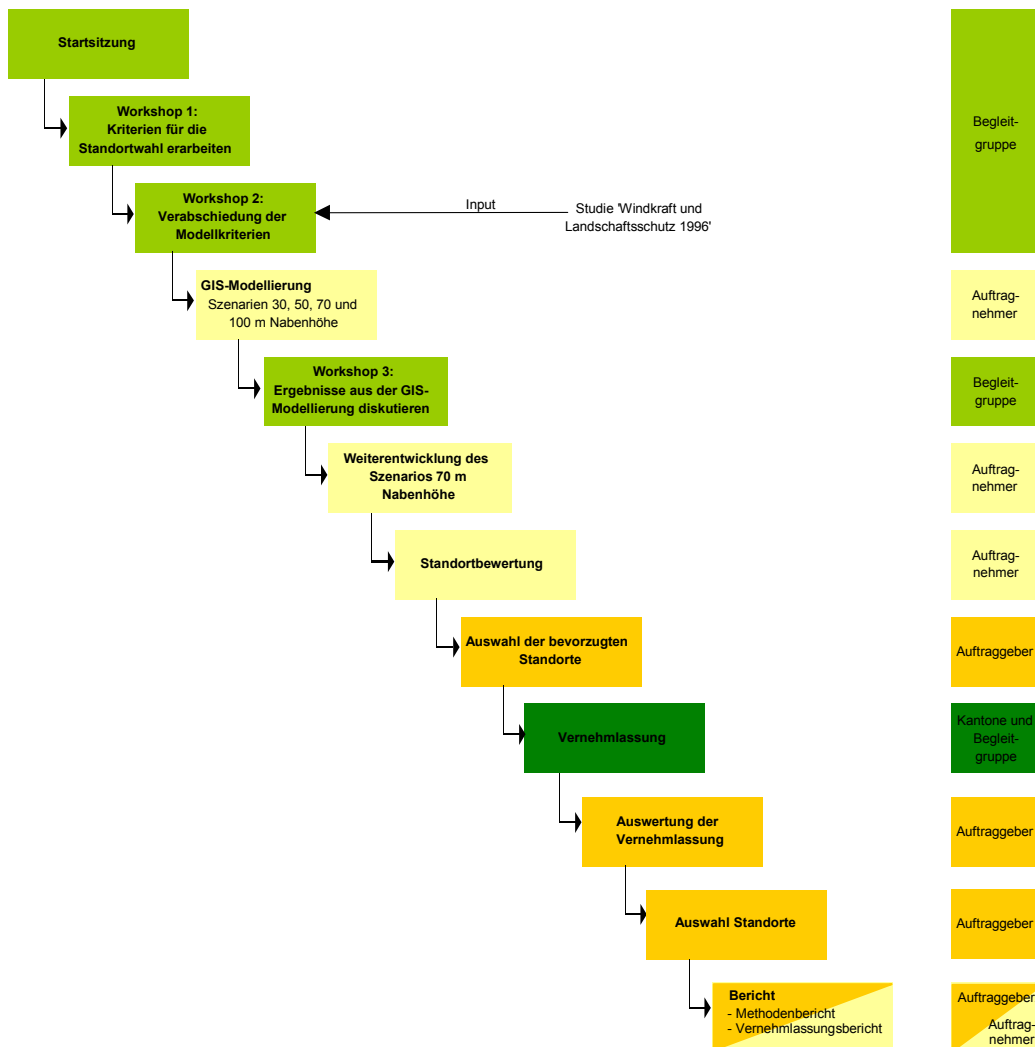 Startsitzung
Workshop 1:
Kriterien für die
Standortwahl erarbeiten
Begleit-
gruppe
Workshop 2:
Verabschiedung der
Modellkriterien
Input
Studie 'Windkraft und
Landschaftsschutz 1996'
GIS-Modellierung
Szenarien 30, 50, 70 und
100 m Nabenhöhe
Auftrag-
nehmer
Workshop 3:
Ergebnisse aus der GIS-
Modellierung diskutieren
Begleit-
gruppe
Weiterentwicklung des
Szenarios 70 m
Nabenhöhe
Auftrag-
nehmer
Standortbewertung
Auftrag-
nehmer
Auswahl der bevorzugten
Standorte
Auftraggeber
Vernehmlassung
Kantone und
Begleit-
gruppe
Auswertung der
Vernehmlassung
Auftraggeber
Auswahl Standorte
Auftraggeber
Bericht
- Methodenbericht
- Vernehmlassungsbericht
Auftraggeber
Auftrag-
nehmer